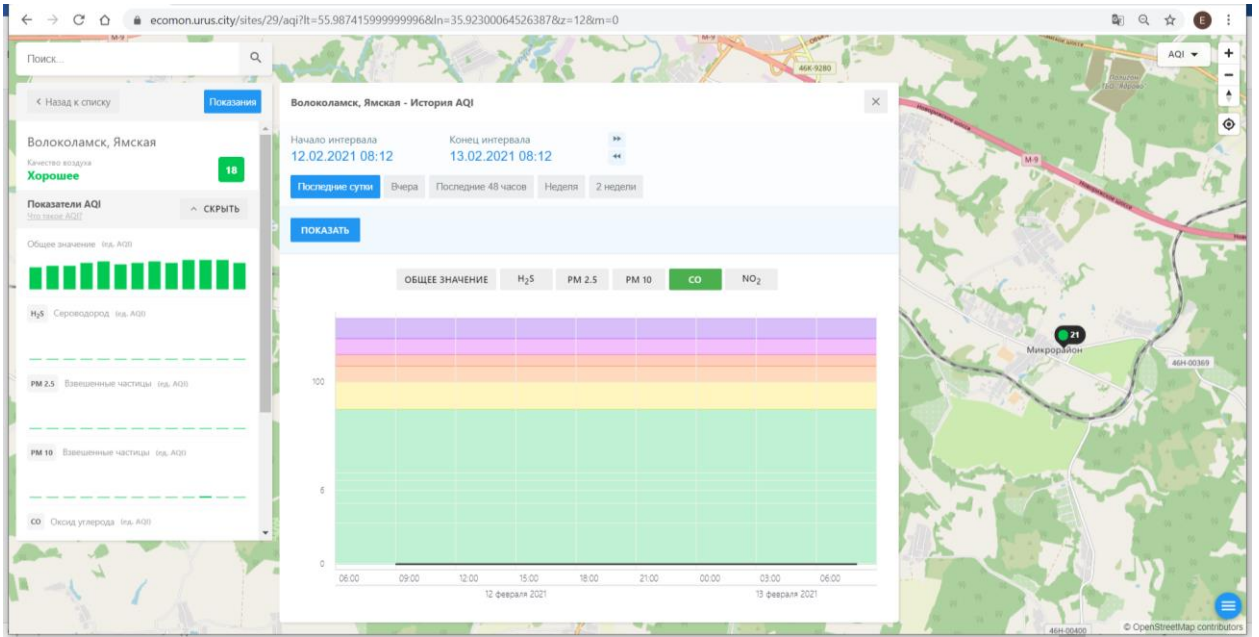 ecomon.urus.city/sites/29/aqi?lt=55.987415999999996&ln=35.92300064526387&z=12&m=0
E
Поиск...
М-9
М-9
46К-9280
AQI
Назад к списку
Показания
Волоколамск, Ямская - История AQI
Волоколамск, Ямская
Качество воздуха
Хорошее
18
Показатели AQI
Что такое AQI?
СКРЫТЬ
Общее значение (ед. AQI)
H₂S Сероводород (ед. AQI)
PM 2.5 Взвешенные частицы (ед. AQI)
PM 10 Взвешенные частицы (ед. AQI)
CO Оксид углерода (ед. AQI)
Начало интервала
Конец интервала
12.02.2021 08:12
13.02.2021 08:12
Последние сутки
Вчера
Последние 48 часов
Неделя
2 недели
ПОКАЗАТЬ
ОБЩЕЕ ЗНАЧЕНИЕ
H₂S
PM 2.5
PM 10
CO
NO₂
100
6
0
06:00 09:00 12:00 15:00 18:00 21:00 00:00 03:00 06:00
12 февраля 2021
13 февраля 2021
М-9
21
Микрорайон
46Н-00369
46Н-00400
© OpenStreetMap contributors